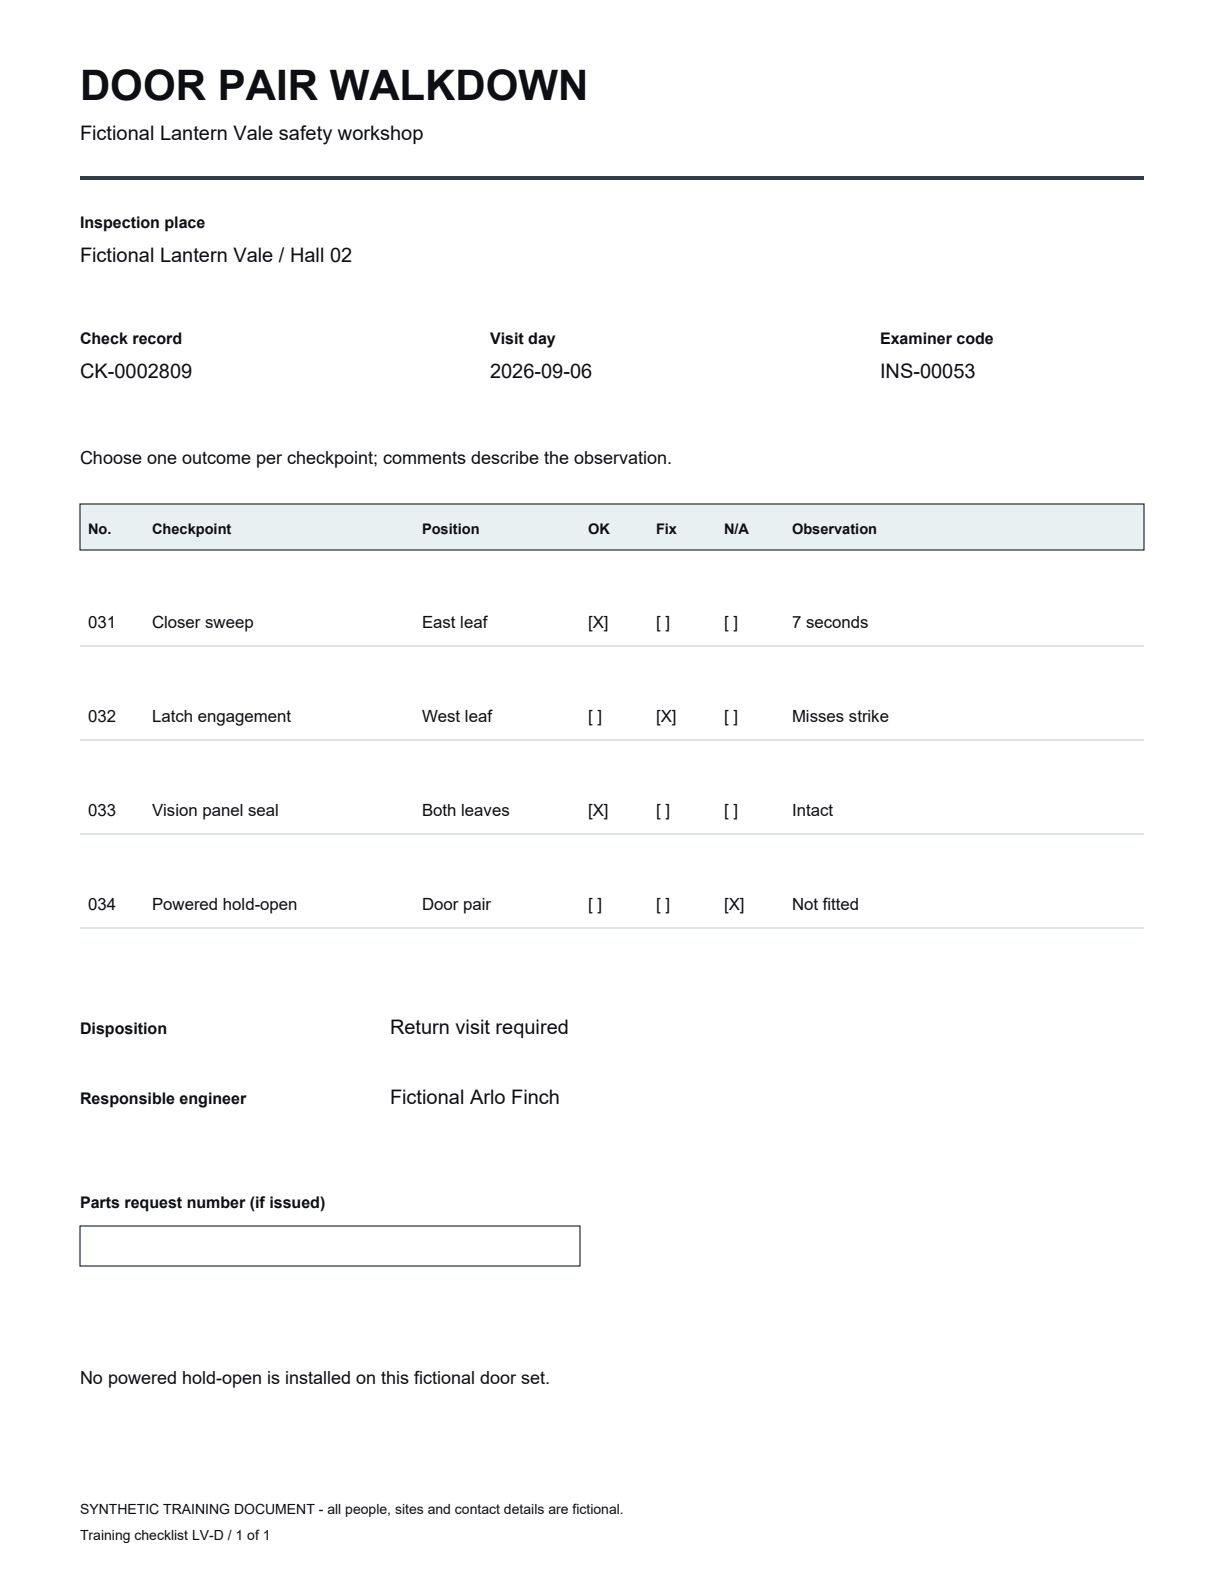 DOOR PAIR WALKDOWN
Fictional Lantern Vale safety workshop
Inspection place
Fictional Lantern Vale / Hall 02
Check record Visit day Examiner code
CK-0002809 2026-09-06 INS-00053
Choose one outcome per checkpoint; comments describe the observation.
No. Checkpoint Position OK Fix N/A Observation
031 Closer sweep East leaf [X] [ ] [ ] 7 seconds
032 Latch engagement West leaf [ ] [X] [ ] Misses strike
033 Vision panel seal Both leaves [X] [ ] [ ] Intact
034 Powered hold-open Door pair [ ] [ ] [X] Not fitted
Disposition Return visit required
Responsible engineer Fictional Arlo Finch
Parts request number (if issued)
No powered hold-open is installed on this fictional door set.
SYNTHETIC TRAINING DOCUMENT - all people, sites and contact details are fictional.
Training checklist LV-D / 1 of 1